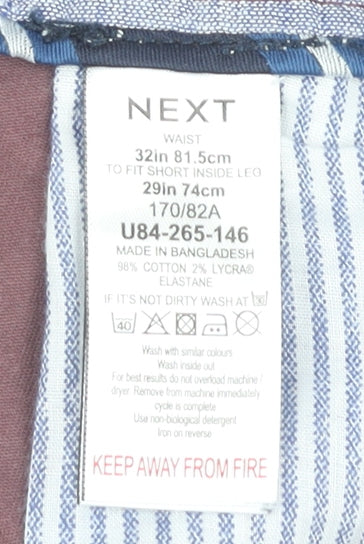 NEXT
WAIST
32in 81.5cm
TO FIT SHORT INSIDE LEG
29in 74cm
170/82A
U84-265-146
MADE IN BANGLADESH
98% COTTON 2% LYCRA®
ELASTANE
IF IT'S NOT DIRTY WASH AT 30
40
Wash with similar colours
Wash inside out
For best results do not overload machine /
dryer. Remove from machine immediately
cycle is complete
Use non-biological detergent
Iron on reverse
KEEP AWAY FROM FIRE